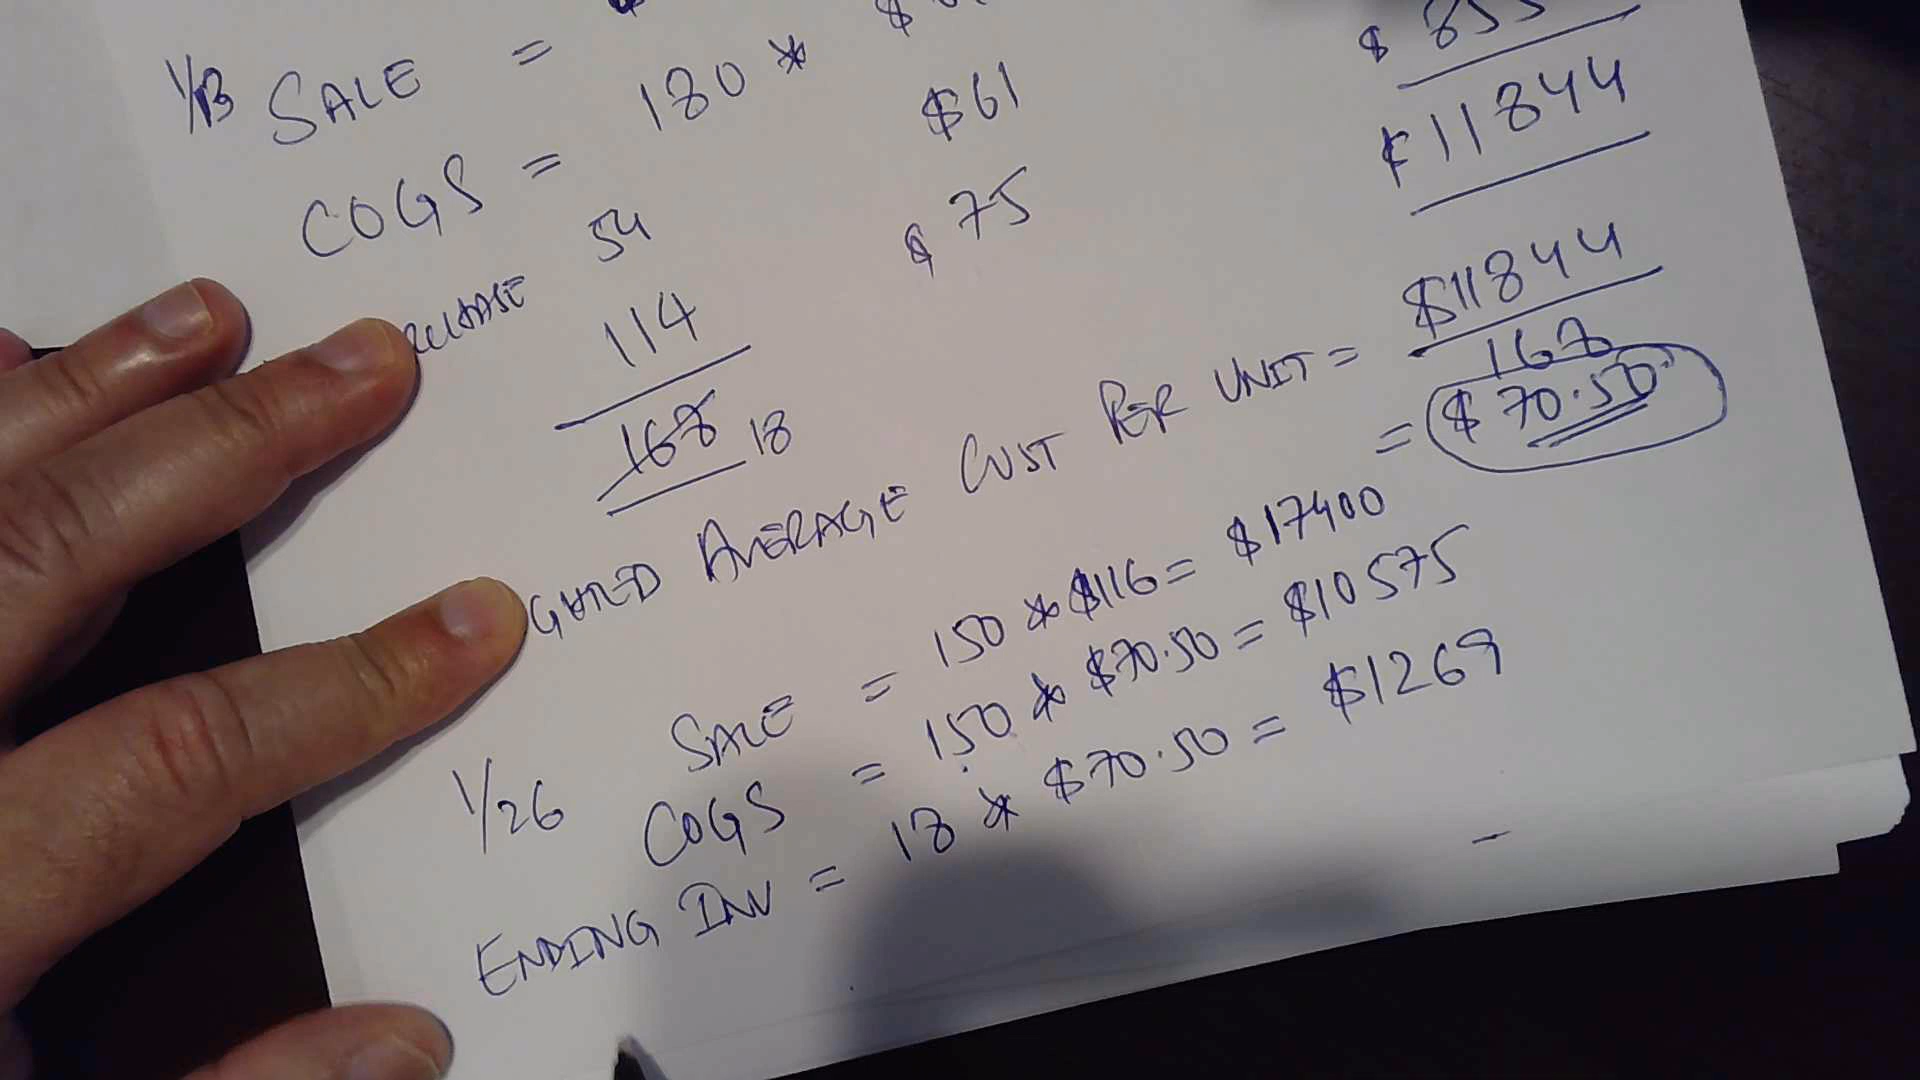 1/13 SALE =
COGS = 180 * $61
54 $75 $ 855
RCHASE 114 $11844
168 18
GHTED AVERAGE COST PER UNIT = $11844
168
= $ 70.50
1/26 SALE = 150 * $116 = $17400
COGS = 150 * $70.50 = $10575
ENDING INV = 18 * $70.50 = $1269